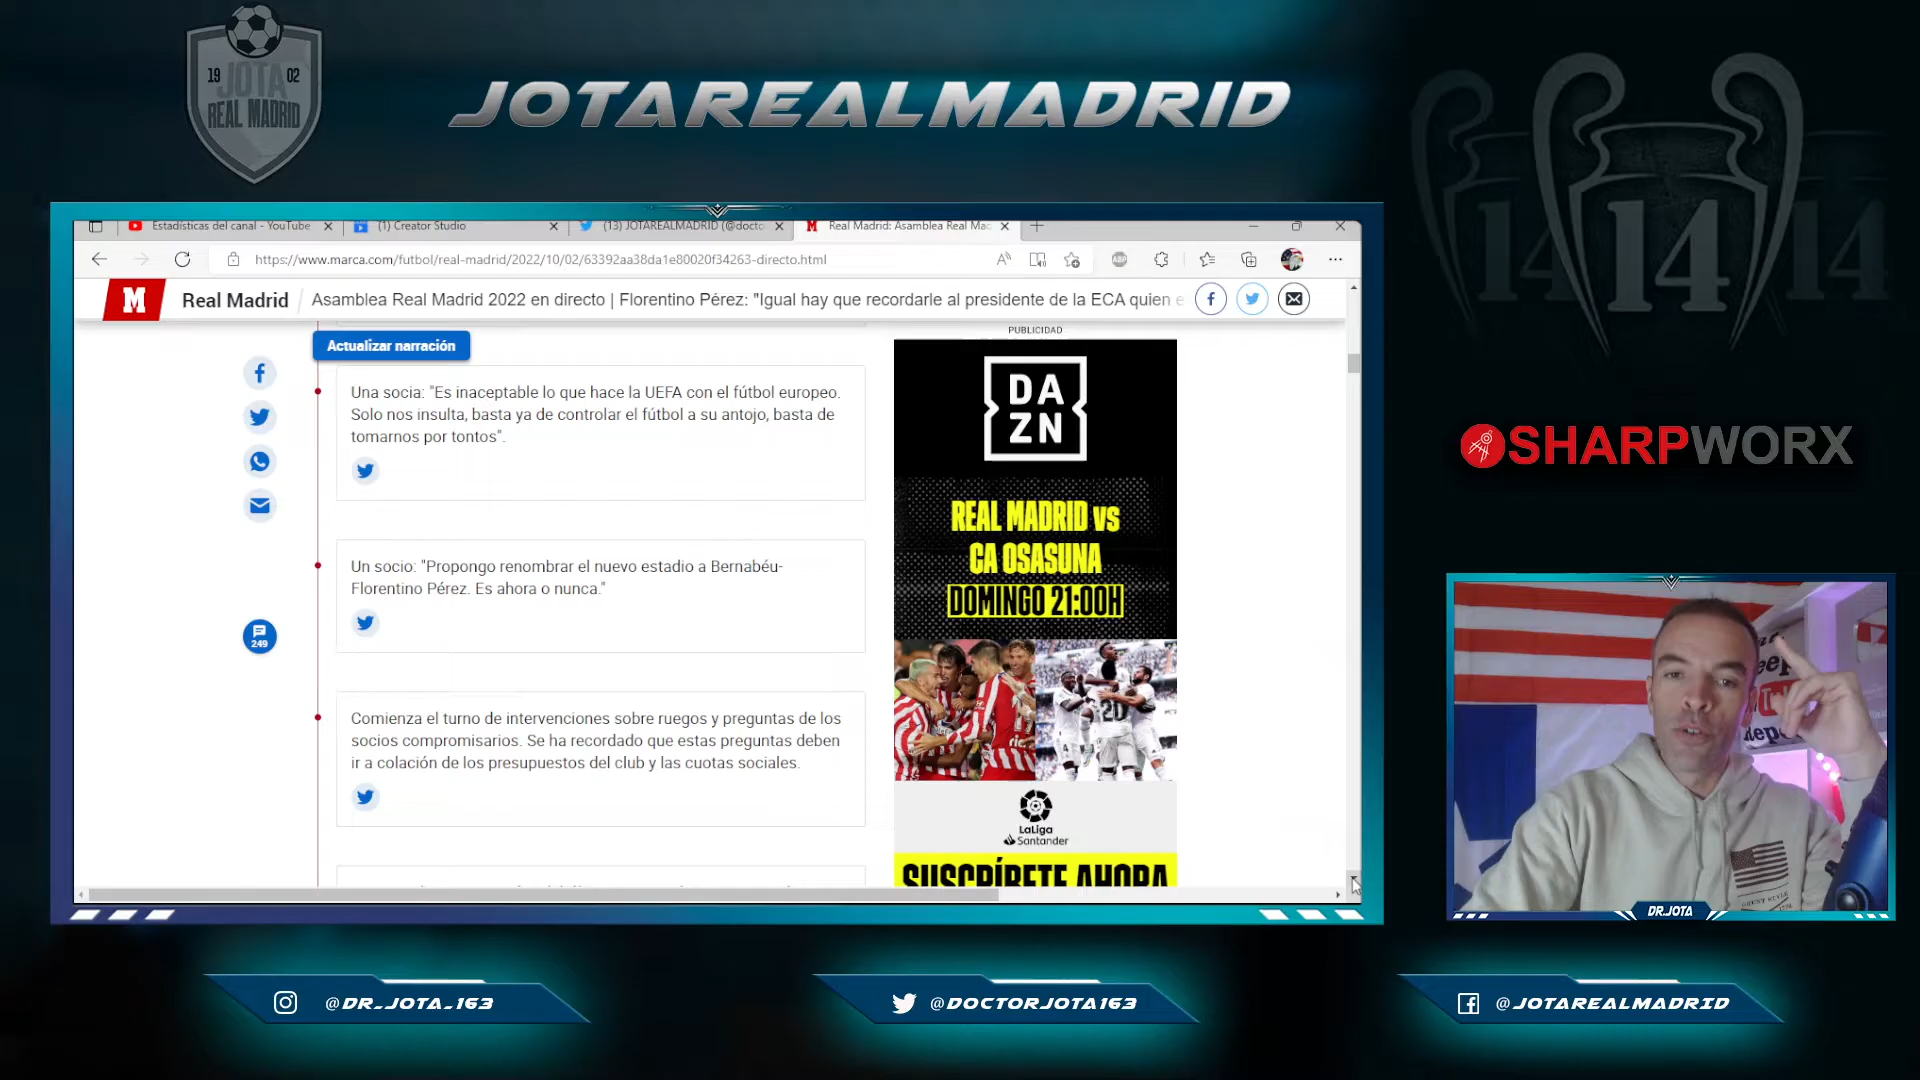 19 02
JOTA
REAL MADRID
JOTAREALMADRID
14
14
14
Estadísticas del canal - YouTube
(1) Creator Studio
(13) JOTAREALMADRID (@docto
Real Madrid: Asamblea Real Mad
https://www.marca.com/futbol/real-madrid/2022/10/02/63392aa38da1e80020f34263-directo.html
ABP
M
Real Madrid
Asamblea Real Madrid 2022 en directo | Florentino Pérez: "Igual hay que recordarle al presidente de la ECA quien e
PUBLICIDAD
Actualizar narración
Una socia: "Es inaceptable lo que hace la UEFA con el fútbol europeo.
Solo nos insulta, basta ya de controlar el fútbol a su antojo, basta de
tomarnos por tontos".
Un socio: "Propongo renombrar el nuevo estadio a Bernabéu-
Florentino Pérez. Es ahora o nunca."
249
Comienza el turno de intervenciones sobre ruegos y preguntas de los
socios compromisarios. Se ha recordado que estas preguntas deben
ir a colación de los presupuestos del club y las cuotas sociales.
DA
ZN
REAL MADRID VS
CA OSASUNA
DOMINGO 21:00H
20
LaLiga
Santander
SUSCRÍBETE AHORA
SHARPWORX
DR.JOTA
@DR_JOTA_163
@DOCTORJOTA163
@JOTAREALMADRID